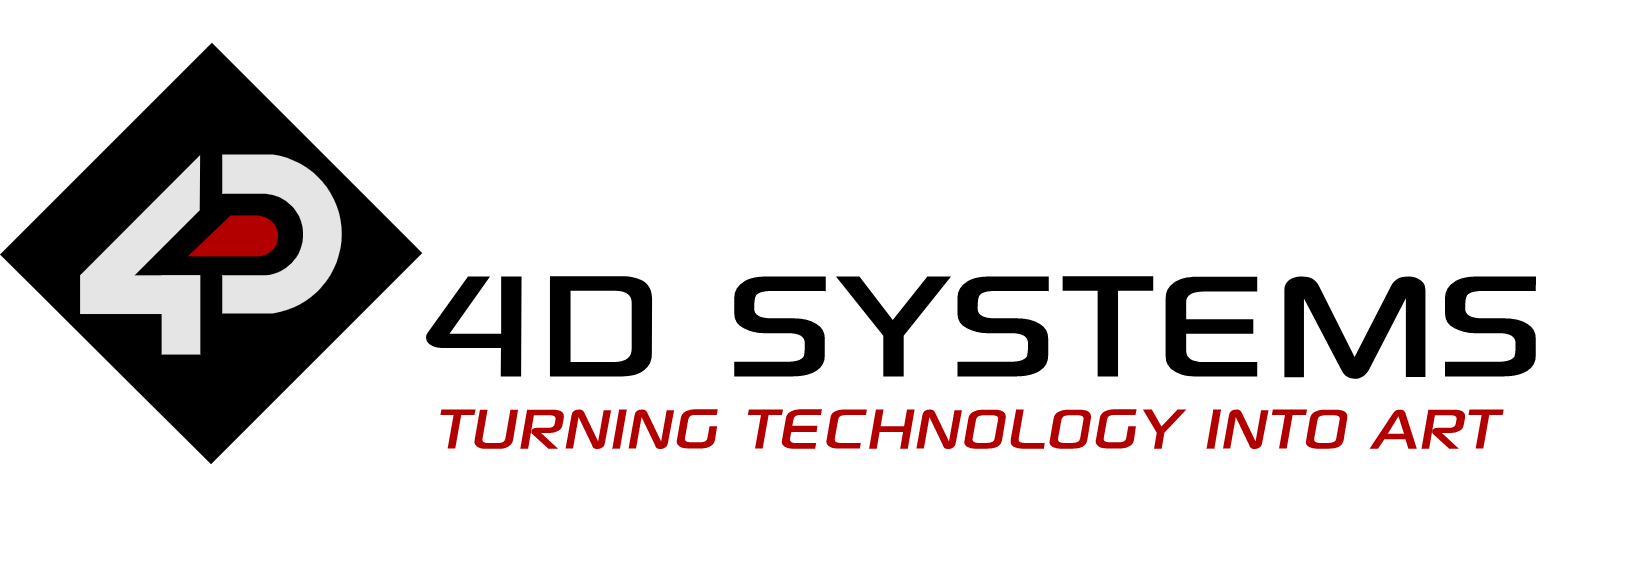 4D
4D SYSTEMS
TURNING TECHNOLOGY INTO ART